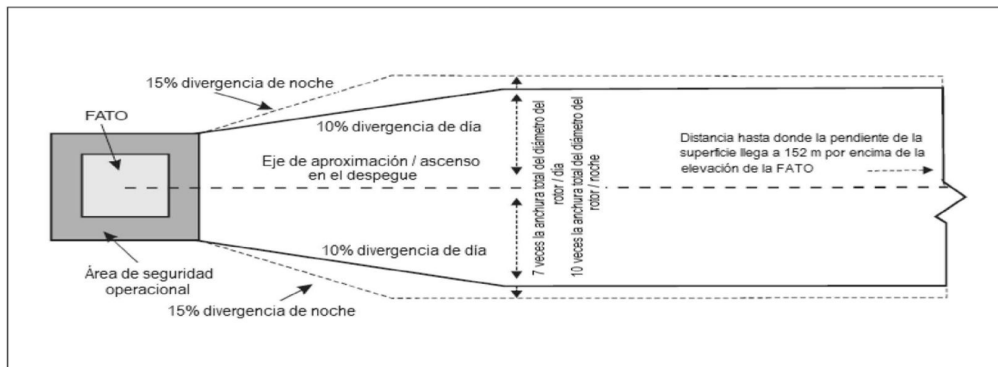 15% divergencia de noche
FATO
10% divergencia de día
Eje de aproximación / ascenso
en el despegue
7 veces la anchura total del diámetro del
rotor / día
10 veces la anchura total del diámetro del
rotor / noche
Distancia hasta donde la pendiente de la
superficie llega a 152 m por encima de la
elevación de la FATO
10% divergencia de día
Área de seguridad
operacional
15% divergencia de noche